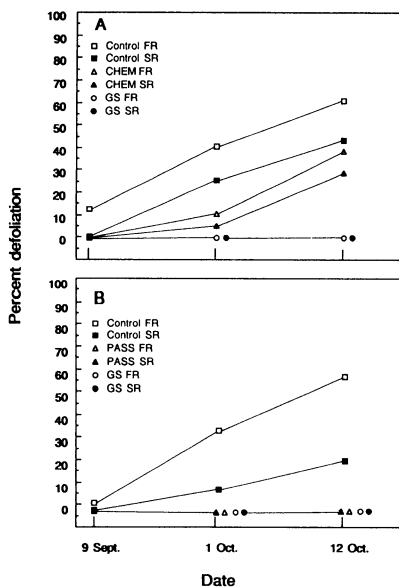 A
Control FR
Control SR
CHEM FR
CHEM SR
GS FR
GS SR
100
90
80
70
60
50
40
30
20
10
0
B
Control FR
Control SR
PASS FR
PASS SR
GS FR
GS SR
100
90
80
70
60
50
40
30
20
10
0
Percent defoliation
9 Sept.
1 Oct.
12 Oct.
Date